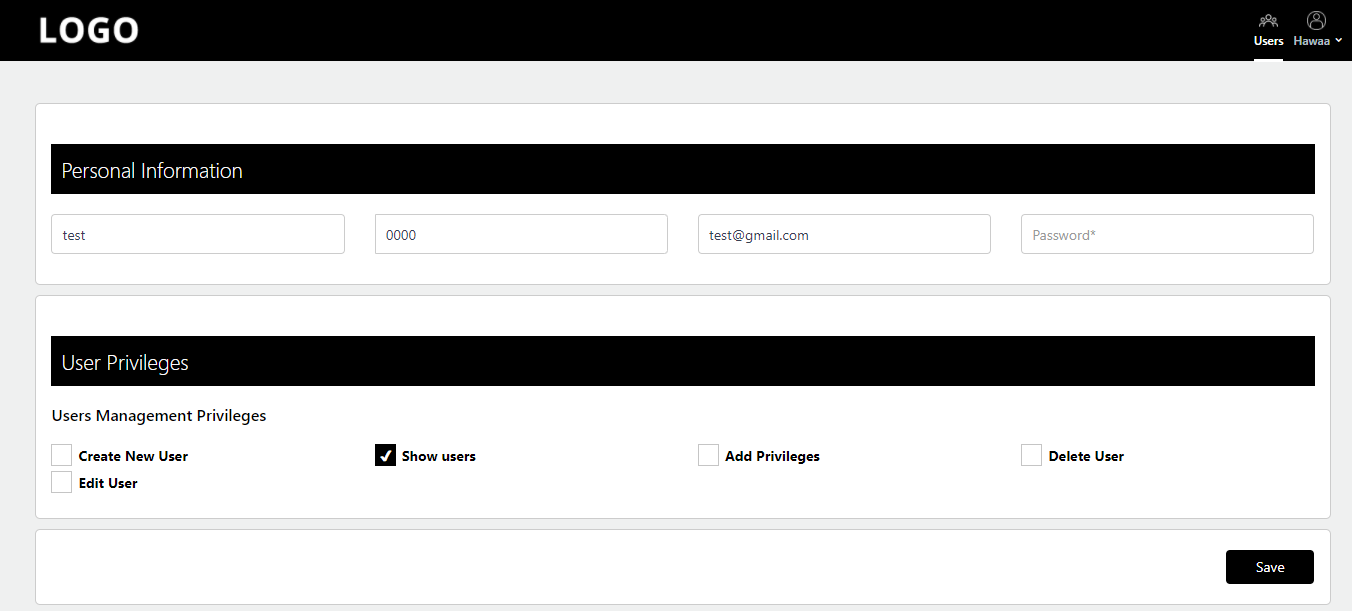 LOGO
Users
Hawaa
Personal Information
test
0000
test@gmail.com
Password*
User Privileges
Users Management Privileges
Create New User
Show users
Add Privileges
Delete User
Edit User
Save